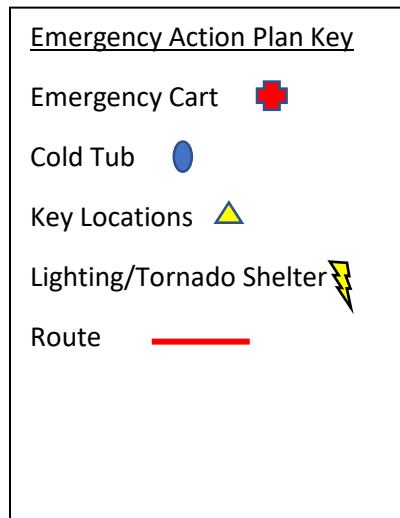 Emergency Action Plan Key
Emergency Cart
Cold Tub
Key Locations
Lighting/Tornado Shelter
Route